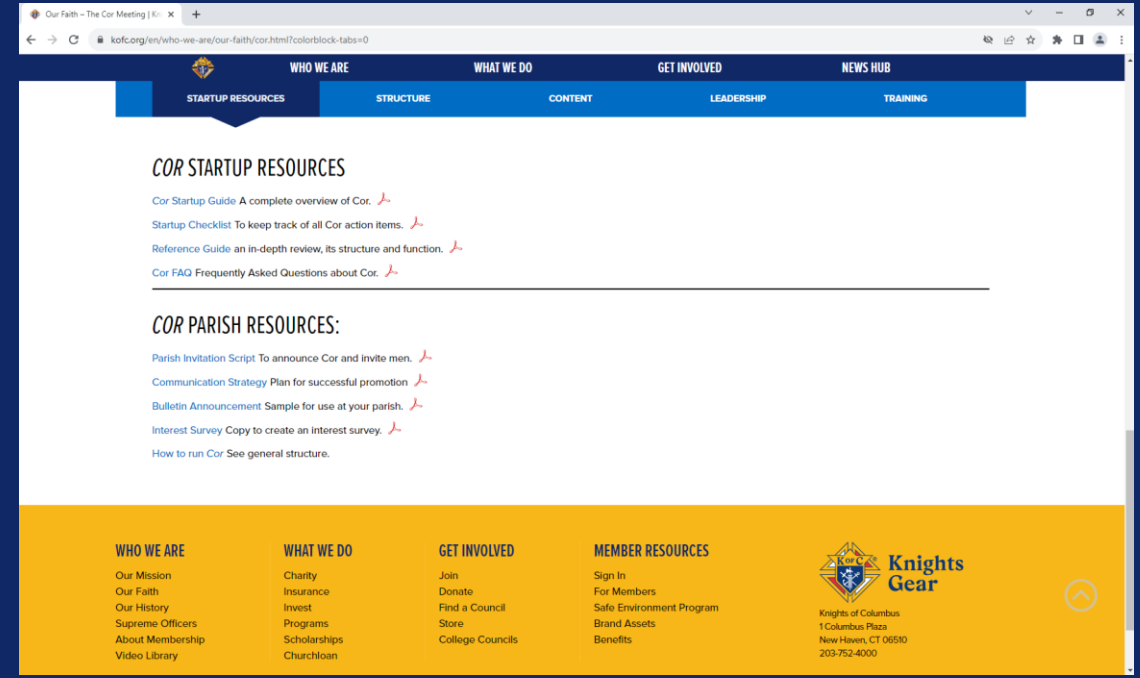 Our Faith – The Cor Meeting | Kn
kofc.org/en/who-we-are/our-faith/cor.html?colorblock-tabs=0
WHO WE ARE WHAT WE DO GET INVOLVED NEWS HUB
STARTUP RESOURCES STRUCTURE CONTENT LEADERSHIP TRAINING
COR STARTUP RESOURCES
Cor Startup Guide A complete overview of Cor.
Startup Checklist To keep track of all Cor action items.
Reference Guide an in-depth review, its structure and function.
Cor FAQ Frequently Asked Questions about Cor.
COR PARISH RESOURCES:
Parish Invitation Script To announce Cor and invite men.
Communication Strategy Plan for successful promotion
Bulletin Announcement Sample for use at your parish.
Interest Survey Copy to create an interest survey.
How to run Cor See general structure.
WHO WE ARE
Our Mission
Our Faith
Our History
Supreme Officers
About Membership
Video Library
WHAT WE DO
Charity
Insurance
Invest
Programs
Scholarships
Churchloan
GET INVOLVED
Join
Donate
Find a Council
Store
College Councils
MEMBER RESOURCES
Sign In
For Members
Safe Environment Program
Brand Assets
Benefits
K OF C
Knights
Gear
Knights of Columbus
1 Columbus Plaza
New Haven, CT 06510
203-752-4000